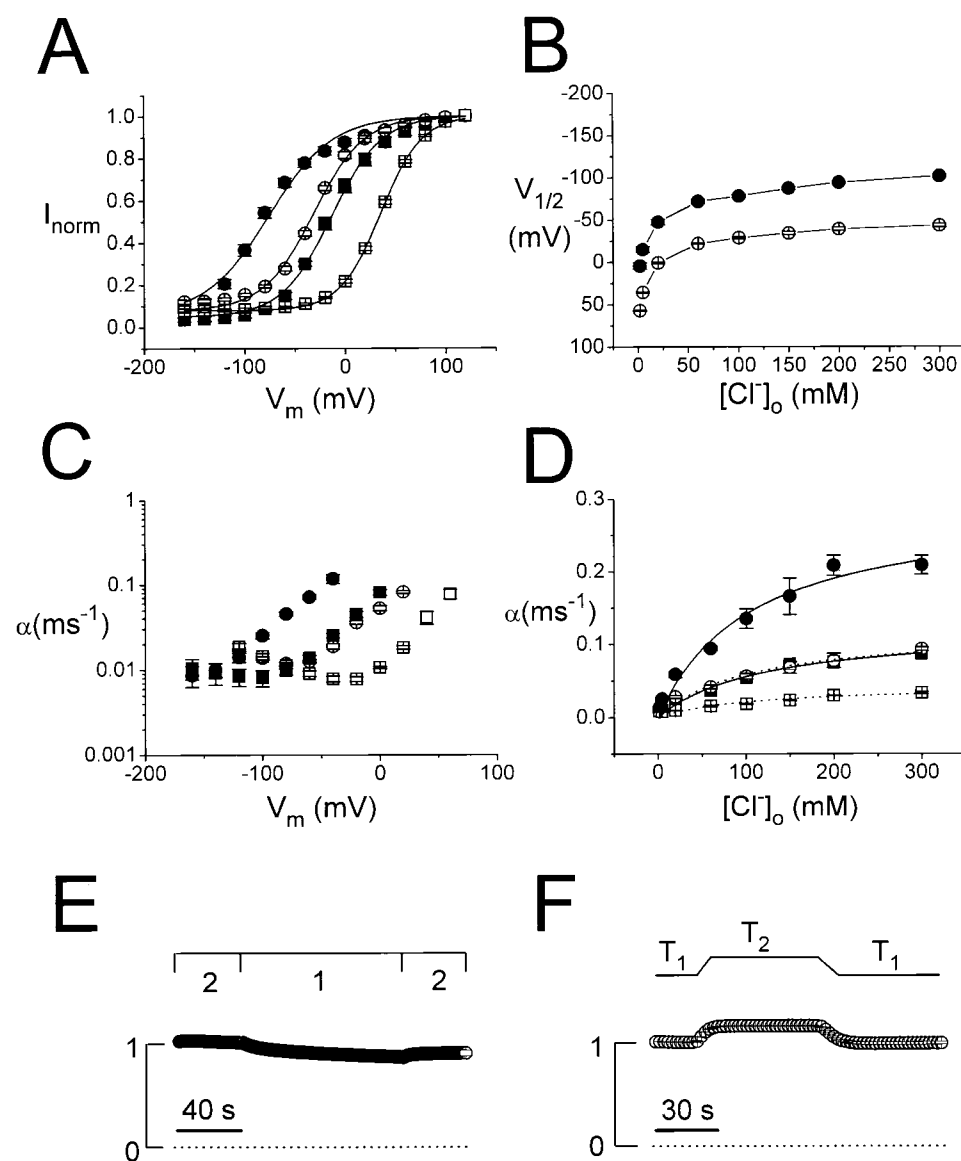 A
1.0
0.8
0.6
0.4
0.2
0.0
I_norm
-200 -100 0 100
V_m (mV)
B
-200
-150
-100
-50
0
50
100
V_1/2
(mV)
0 50 100 150 200 250 300
[Cl⁻]_o (mM)
C
1
0.1
0.01
0.001
α(ms⁻¹)
-200 -100 0 100
V_m (mV)
D
0.3
0.2
0.1
0.0
α(ms⁻¹)
0 100 200 300
[Cl⁻]_o (mM)
E
2 1 2
1
40 s
0
F
T_1 T_2 T_1
1
30 s
0